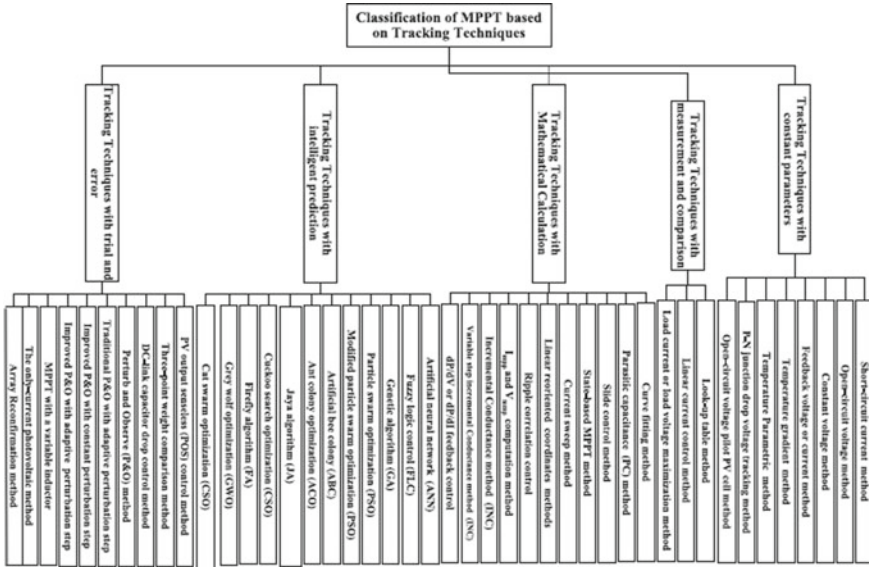 Classification of MPPT based
on Tracking Techniques
Tracking Techniques with trial and
error
Tracking Techniques with
intelligent prediction
Tracking Techniques with
Mathematical Calculation
Tracking Techniques with
measurement and comparison
Tracking Techniques with
constant parameters
Array Reconfirmation method
The only-current photovoltaic method
MPPT with a variable inductor
Improved P&O with adaptive perturbation step
Improved P&O with constant perturbation step
Traditional P&O with adaptive perturbation step
Perturb and Observe (P&O) method
DC-link capacitor drop control method
Three-point weight comparison method
PV output senseless (POS) control method
Cat swarm optimization (CSO)
Grey wolf optimization (GWO)
Firefly algorithm (FA)
Cuckoo search optimization (CSO)
Jaya algorithm (JA)
Ant colony optimization (ACO)
Artificial bee colony (ABC)
Modified particle swarm optimization (PSO)
Particle swarm optimization (PSO)
Genetic algorithm (GA)
Fuzzy logic control (FLC)
Artificial neural network (ANN)
dP/dV or dP/dI feedback control
Variable step incremental Conductance method (INC)
Incremental Conductance method (INC)
Impp and Vmpp computation method
Ripple correlation control
Linear reoriented coordinates methods
Current sweep method
State-based MPPT method
Slide control method
Parasitic capacitance (PC) method
Curve fitting method
Load current or load voltage maximization method
Linear current control method
Look-up table method
Open-circuit voltage pilot PV cell method
P-N junction drop voltage tracking method
Temperature Parametric method
Temperature gradient method
Feedback voltage or current method
Constant voltage method
Open-circuit voltage method
Short-circuit current method